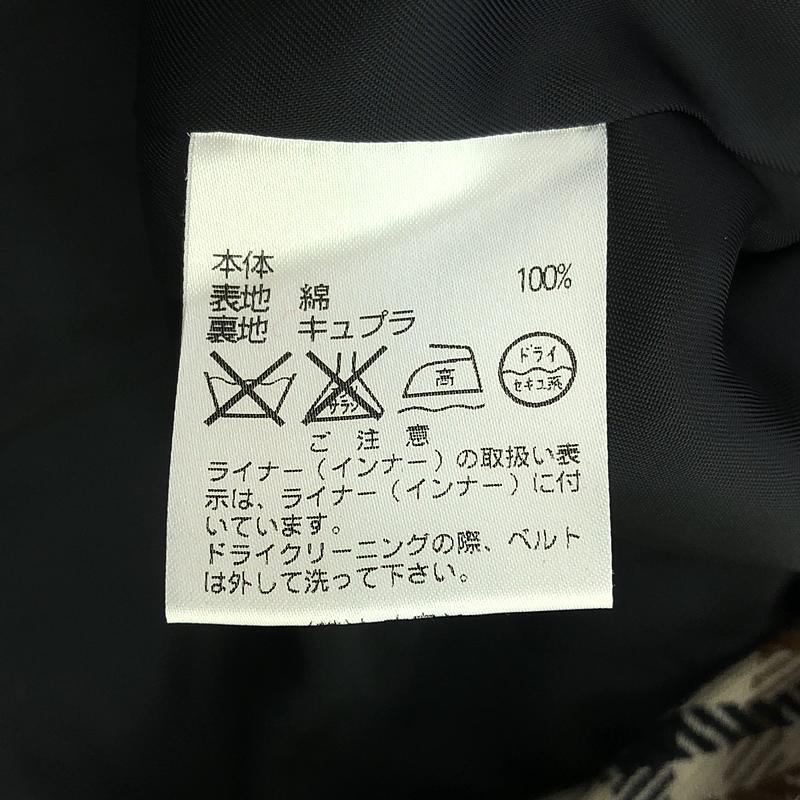 本体
表地 綿 100%
裏地 キュプラ
高
ドライ
セキユ系
ご注意
ライナー（インナー）の取扱い表
示は、ライナー（インナー）に付
いています。
ドライクリーニングの際、ベルト
は外して洗って下さい。